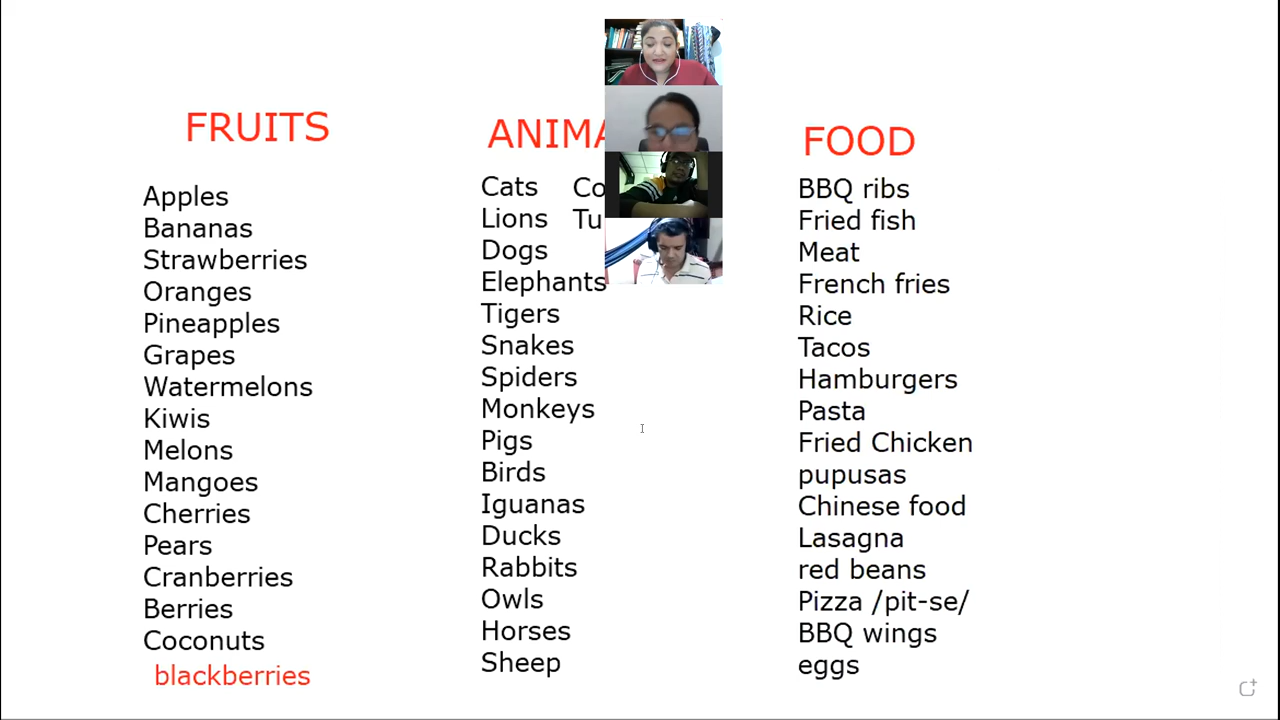 FRUITS
Apples
Bananas
Strawberries
Oranges
Pineapples
Grapes
Watermelons
Kiwis
Melons
Mangoes
Cherries
Pears
Cranberries
Berries
Coconuts
blackberries
ANIMA
Cats Co
Lions Tu
Dogs
Elephants
Tigers
Snakes
Spiders
Monkeys
Pigs
Birds
Iguanas
Ducks
Rabbits
Owls
Horses
Sheep
FOOD
BBQ ribs
Fried fish
Meat
French fries
Rice
Tacos
Hamburgers
Pasta
Fried Chicken
pupusas
Chinese food
Lasagna
red beans
Pizza /pit-se/
BBQ wings
eggs